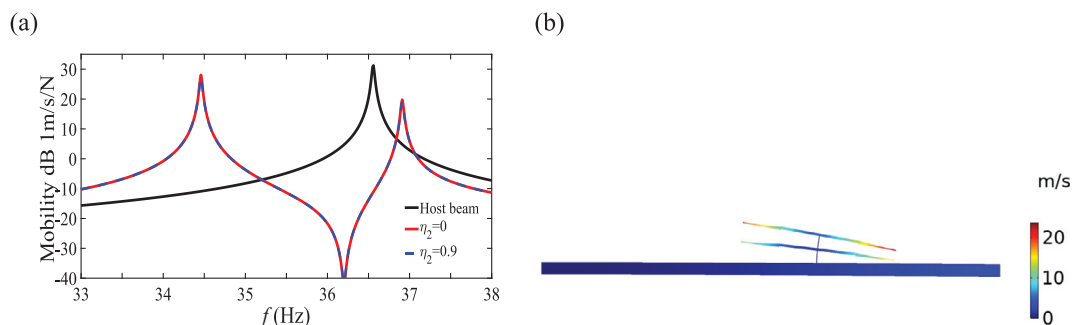 (a)
(b)
Mobility dB 1m/s/N
30
20
10
0
-10
-20
-30
-40
Host beam
η₂=0
η₂=0.9
33
34
35
36
37
38
f (Hz)
m/s
20
10
0